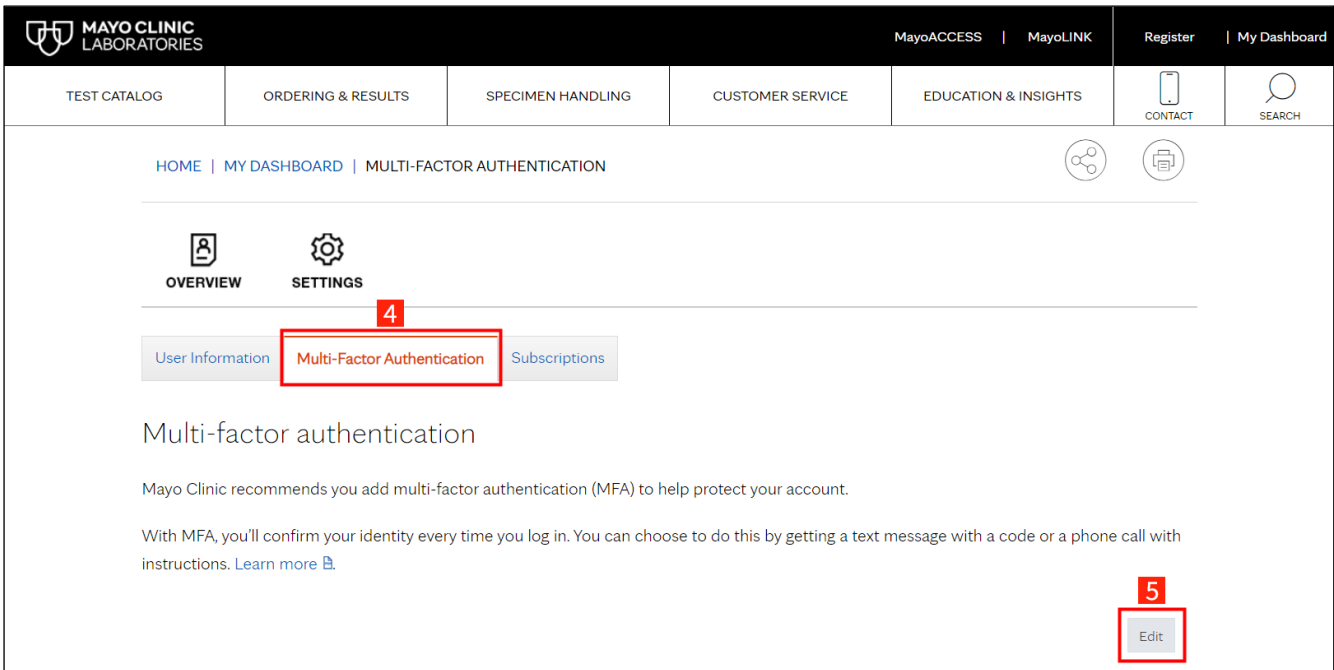 MAYO CLINIC
LABORATORIES
MayoACCESS | MayoLINK
Register | My Dashboard
TEST CATALOG
ORDERING & RESULTS
SPECIMEN HANDLING
CUSTOMER SERVICE
EDUCATION & INSIGHTS
CONTACT
SEARCH
HOME | MY DASHBOARD | MULTI-FACTOR AUTHENTICATION
OVERVIEW
SETTINGS
4
User Information
Multi-Factor Authentication
Subscriptions
Multi-factor authentication
Mayo Clinic recommends you add multi-factor authentication (MFA) to help protect your account.
With MFA, you'll confirm your identity every time you log in. You can choose to do this by getting a text message with a code or a phone call with
instructions. Learn more .
5
Edit